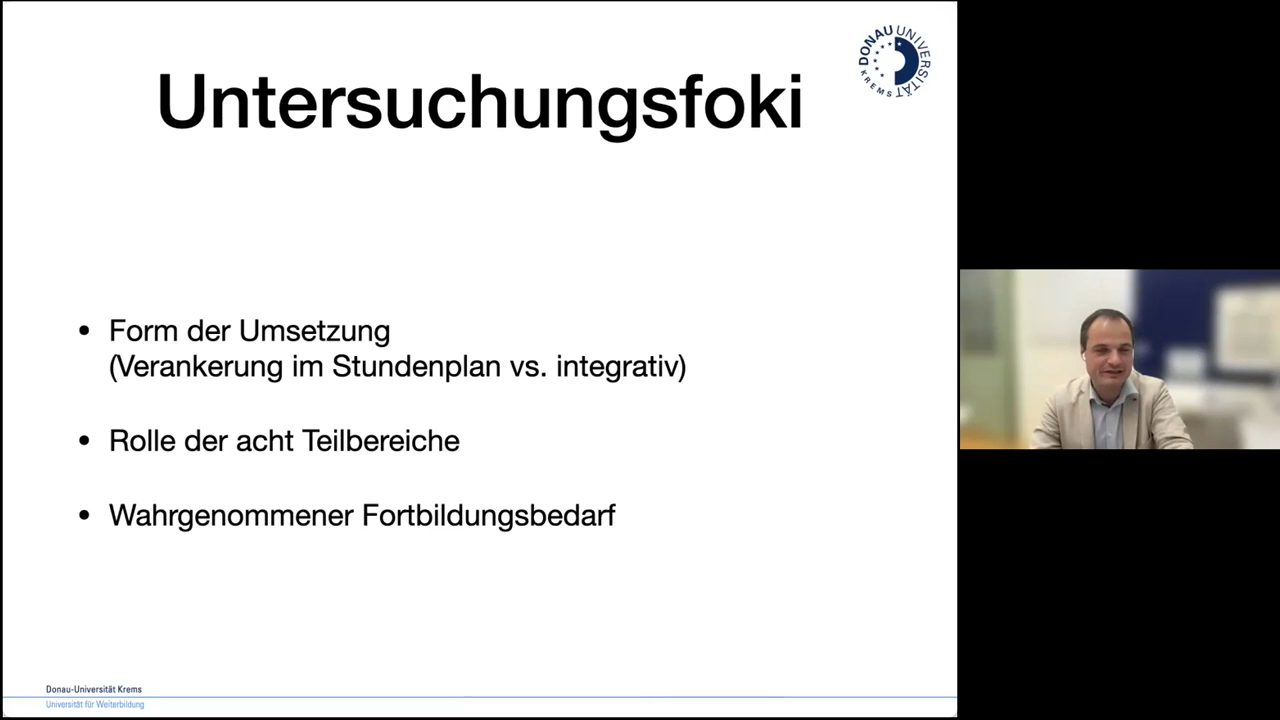 DONAU UNIVERSITÄT KREMS
Untersuchungsfoki
• Form der Umsetzung
(Verankerung im Stundenplan vs. integrativ)
• Rolle der acht Teilbereiche
• Wahrgenommener Fortbildungsbedarf
Donau-Universität Krems
Universität für Weiterbildung